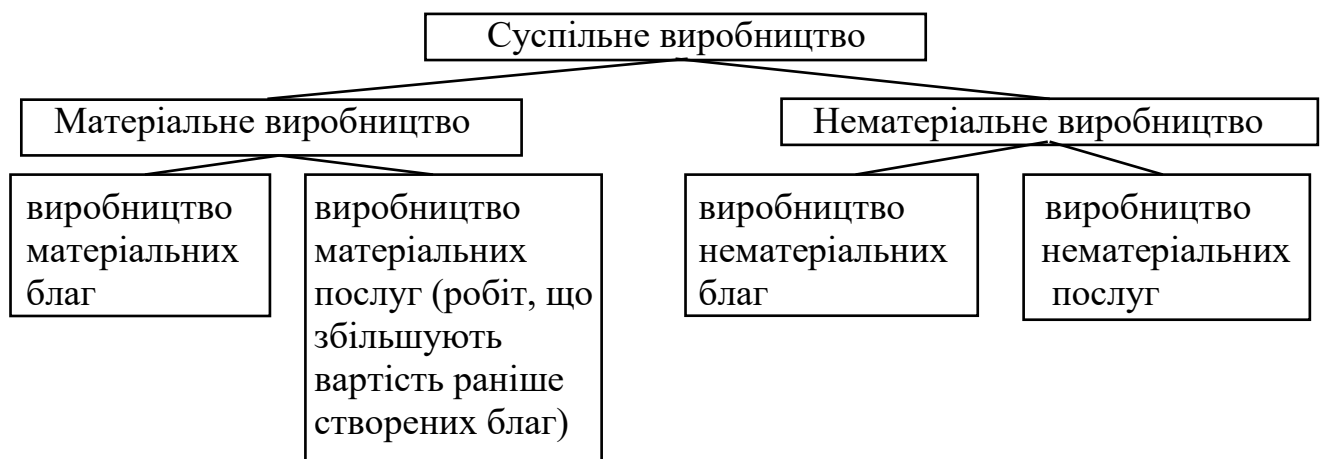 Суспільне виробництво
Матеріальне виробництво
Нематеріальне виробництво
виробництво
матеріальних
благ
виробництво
матеріальних
послуг (робіт, що
збільшують
вартість раніше
створених благ)
виробництво
нематеріальних
благ
виробництво
нематеріальних
послуг